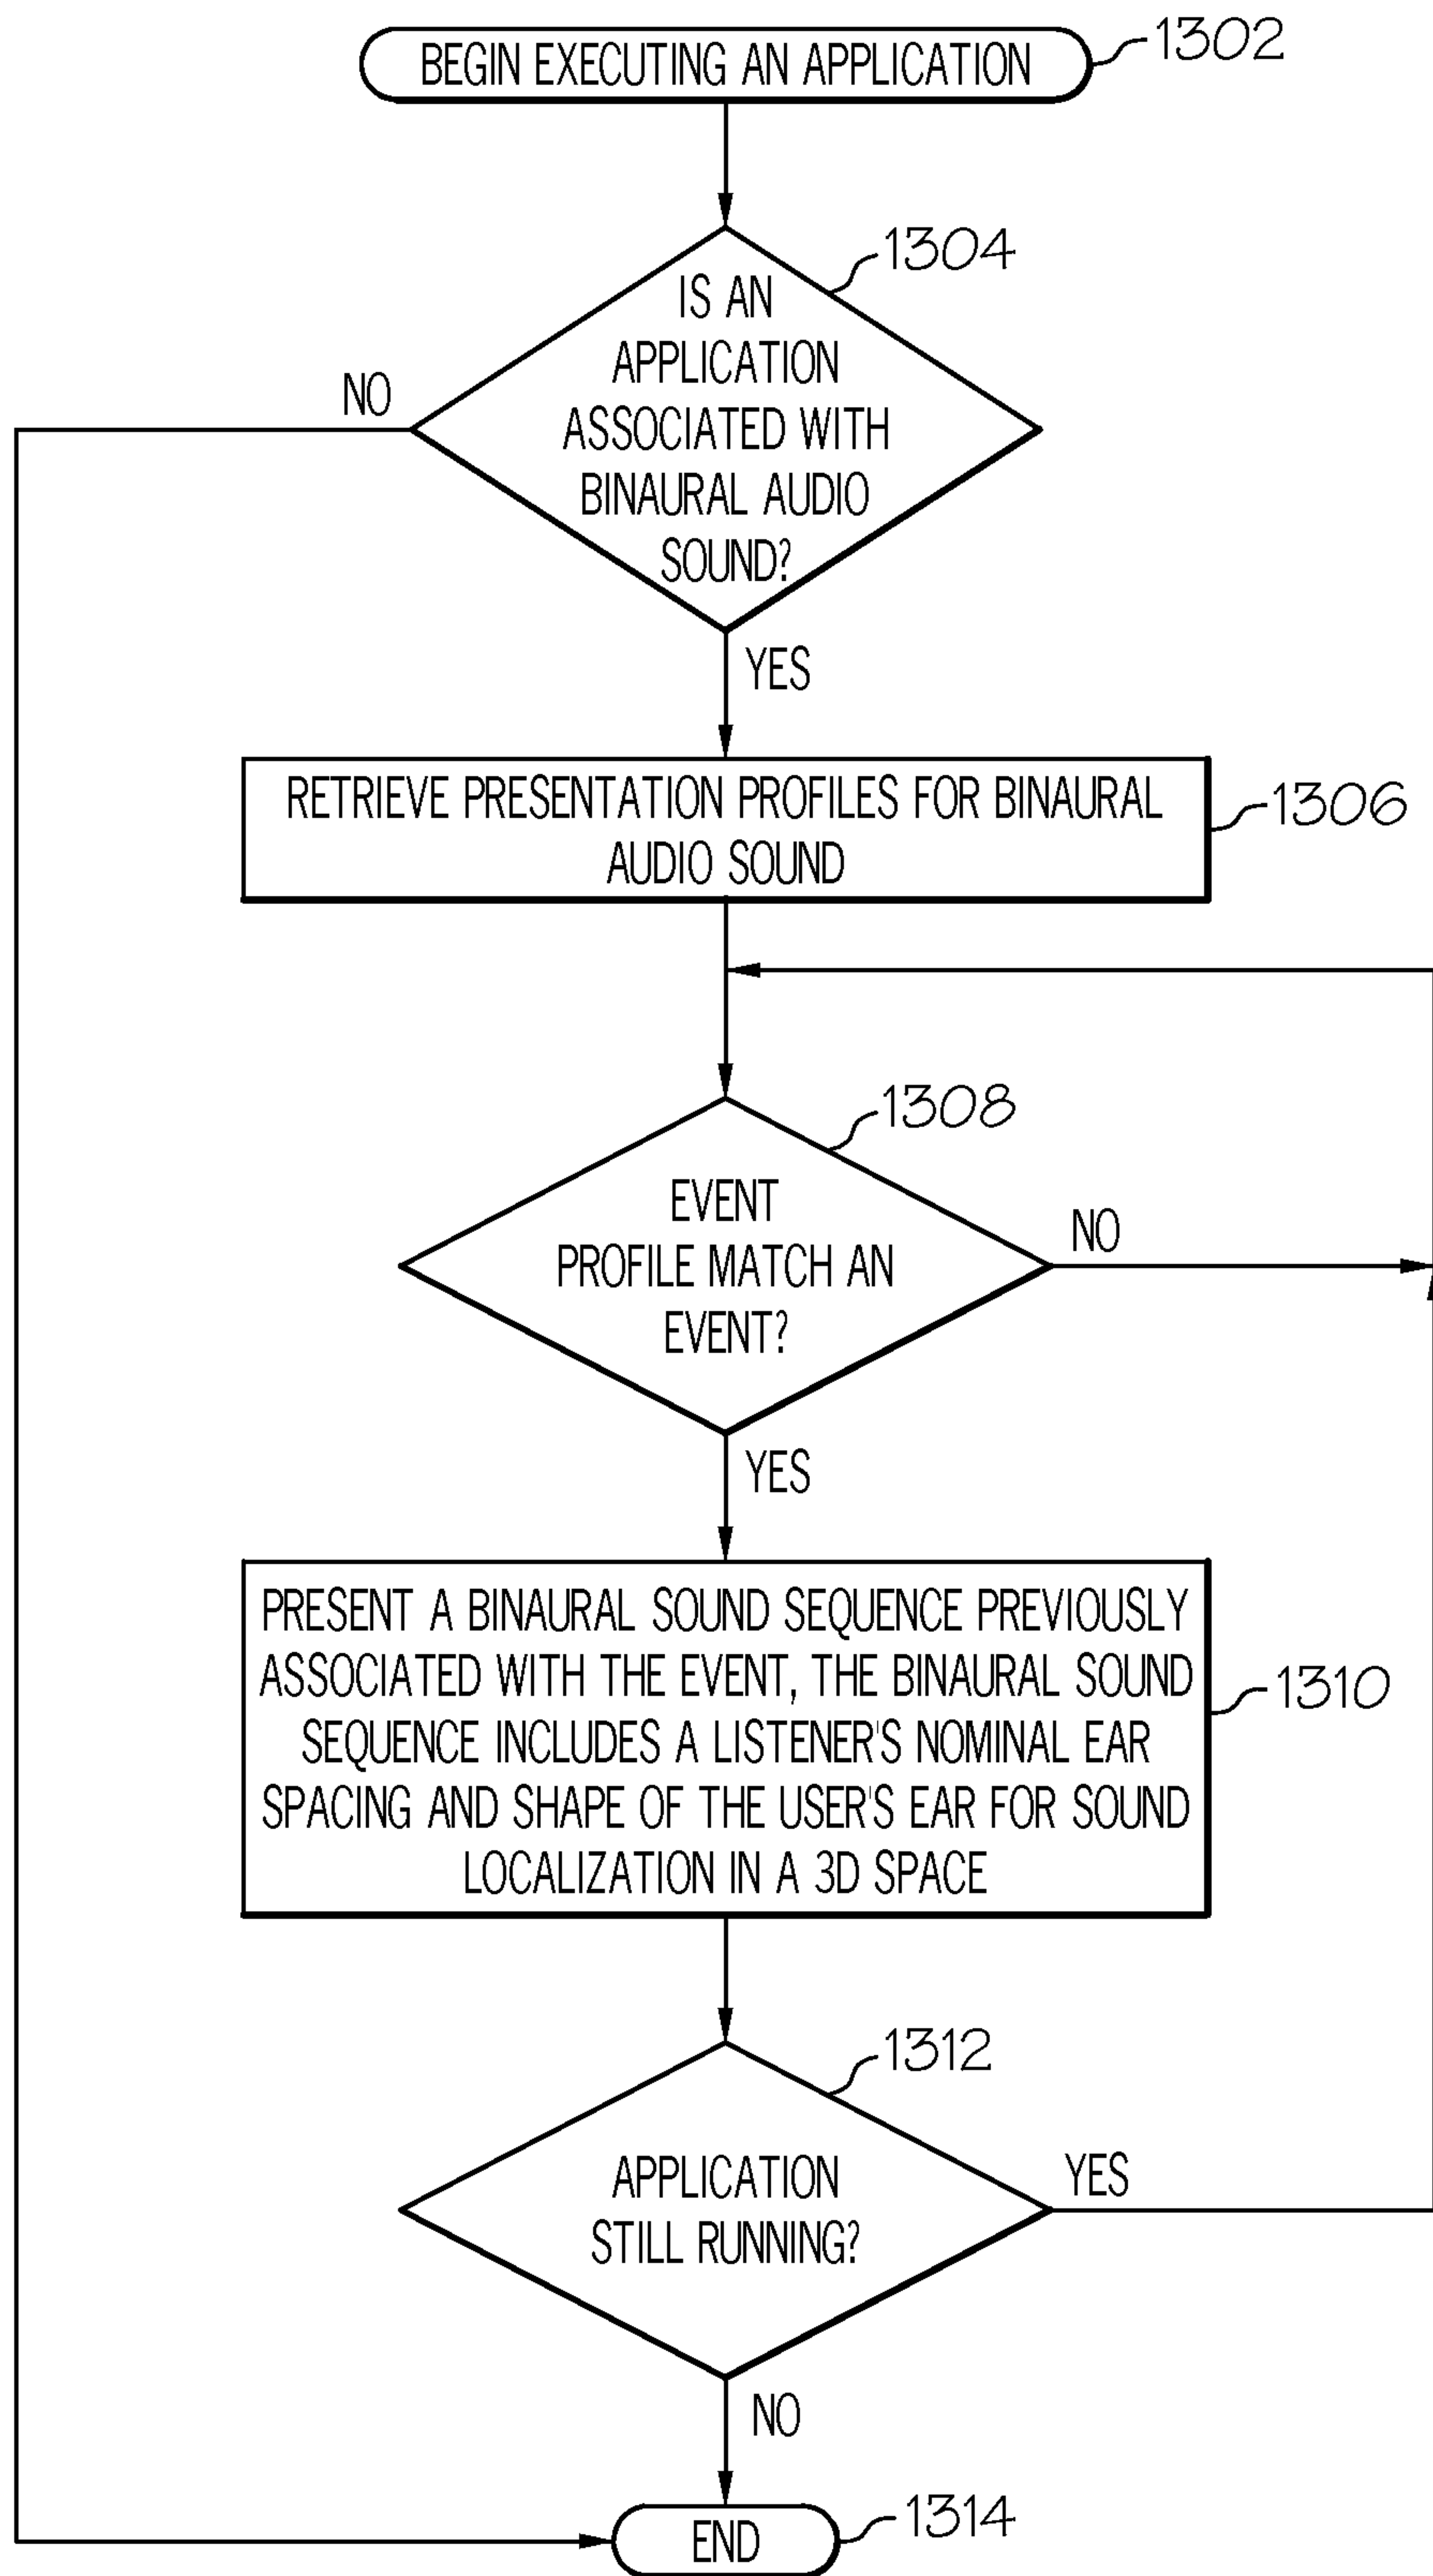 BEGIN EXECUTING AN APPLICATION
1302
1304
IS AN
APPLICATION
ASSOCIATED WITH
BINAURAL AUDIO
SOUND?
NO
YES
RETRIEVE PRESENTATION PROFILES FOR BINAURAL
AUDIO SOUND
1306
1308
EVENT
PROFILE MATCH AN
EVENT?
NO
YES
PRESENT A BINAURAL SOUND SEQUENCE PREVIOUSLY
ASSOCIATED WITH THE EVENT, THE BINAURAL SOUND
SEQUENCE INCLUDES A LISTENER'S NOMINAL EAR
SPACING AND SHAPE OF THE USER'S EAR FOR SOUND
LOCALIZATION IN A 3D SPACE
1310
1312
APPLICATION
STILL RUNNING?
YES
NO
END
1314